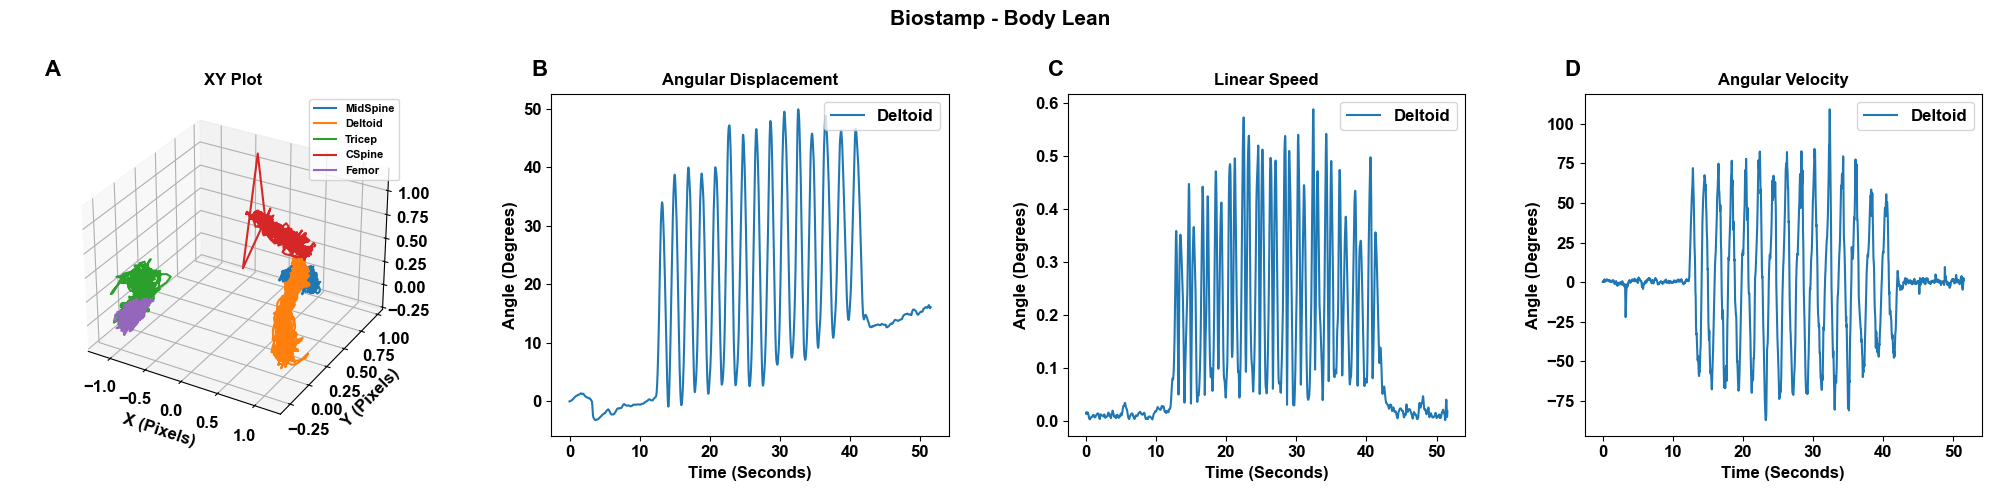 Biostamp - Body Lean
A
XY Plot
MidSpine
Deltoid
Tricep
CSpine
Femor
1.00
0.75
0.50
0.25
0.00
−0.25
−1.0
−0.5
0.0
0.5
1.0
X (Pixels)
1.00
0.75
0.50
0.25
0.00
−0.25
Y (Pixels)
B
Angular Displacement
Deltoid
50
40
30
20
10
0
Angle (Degrees)
0 10 20 30 40 50
Time (Seconds)
C
Linear Speed
Deltoid
0.6
0.5
0.4
0.3
0.2
0.1
0.0
Angle (Degrees)
0 10 20 30 40 50
Time (Seconds)
D
Angular Velocity
Deltoid
100
75
50
25
0
−25
−50
−75
Angle (Degrees)
0 10 20 30 40 50
Time (Seconds)